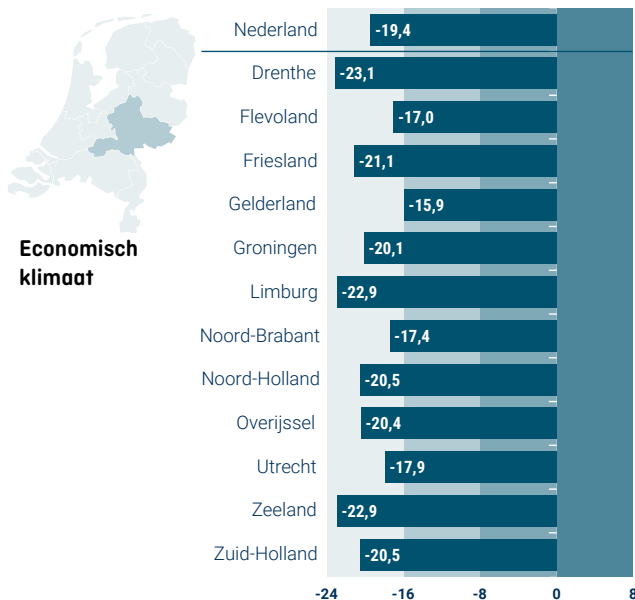 Economisch
klimaat
Nederland -19,4
Drenthe -23,1
Flevoland -17,0
Friesland -21,1
Gelderland -15,9
Groningen -20,1
Limburg -22,9
Noord-Brabant -17,4
Noord-Holland -20,5
Overijssel -20,4
Utrecht -17,9
Zeeland -22,9
Zuid-Holland -20,5
-24 -16 -8 0 8